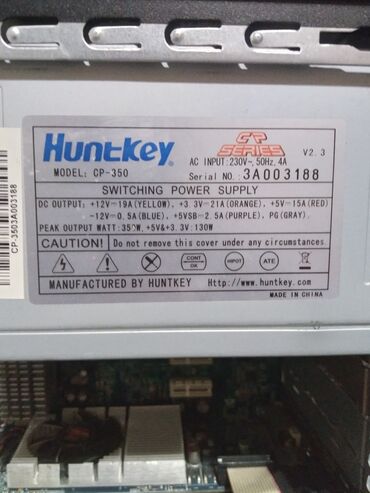 Huntkey
CP
SERIES
V2.3
AC INPUT:230V~,50Hz,4A
MODEL: CP-350
Serial NO. 3A003188
SWITCHING POWER SUPPLY
DC OUTPUT: +12V⎓19A(YELLOW), +3.3V⎓21A(ORANGE), +5V⎓15A(RED)
-12V⎓0.5A(BLUE), +5VSB⎓2.5A(PURPLE), PG(GRAY).
PEAK OUTPUT WATT:350W, +5V&+3.3V:130W
CAUTION! Do not remove this cover under any circumstances!
CONT
OK
HIPOT
ATE
MANUFACTURED BY HUNTKEY Http://www.huntkey.com
MADE IN CHINA
CP-3503A003188